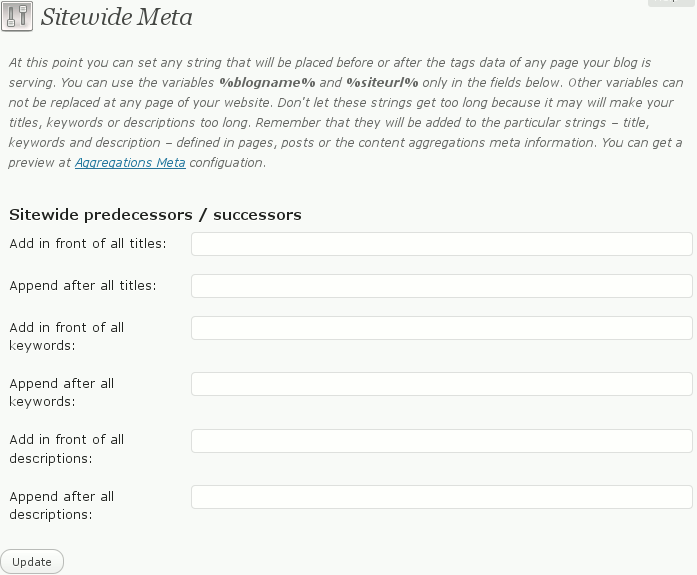 Sitewide Meta
At this point you can set any string that will be placed before or after the tags data of any page your blog is
serving. You can use the variables %blogname% and %siteurl% only in the fields below. Other variables can
not be replaced at any page of your website. Don't let these strings get too long because it may will make your
titles, keywords or descriptions too long. Remember that they will be added to the particular strings – title,
keywords and description – defined in pages, posts or the content aggregations meta information. You can get a
preview at Aggregations Meta configuation.
Sitewide predecessors / successors
Add in front of all titles:
Append after all titles:
Add in front of all
keywords:
Append after all
keywords:
Add in front of all
descriptions:
Append after all
descriptions:
Update